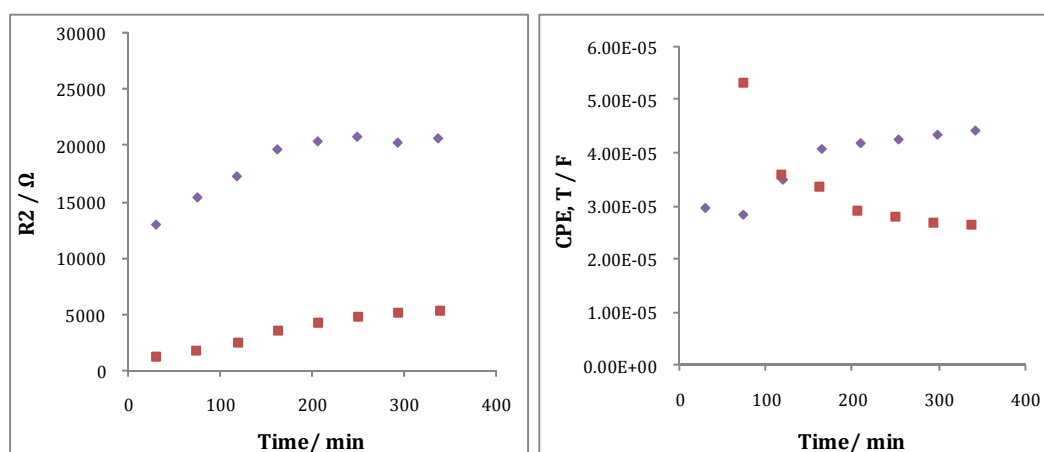 30000
25000
20000
15000
10000
5000
0
R2 / Ω
0 100 200 300 400
Time/ min
6.00E-05
5.00E-05
4.00E-05
3.00E-05
2.00E-05
1.00E-05
0.00E+00
CPE, T / F
0 100 200 300 400
Time/ min